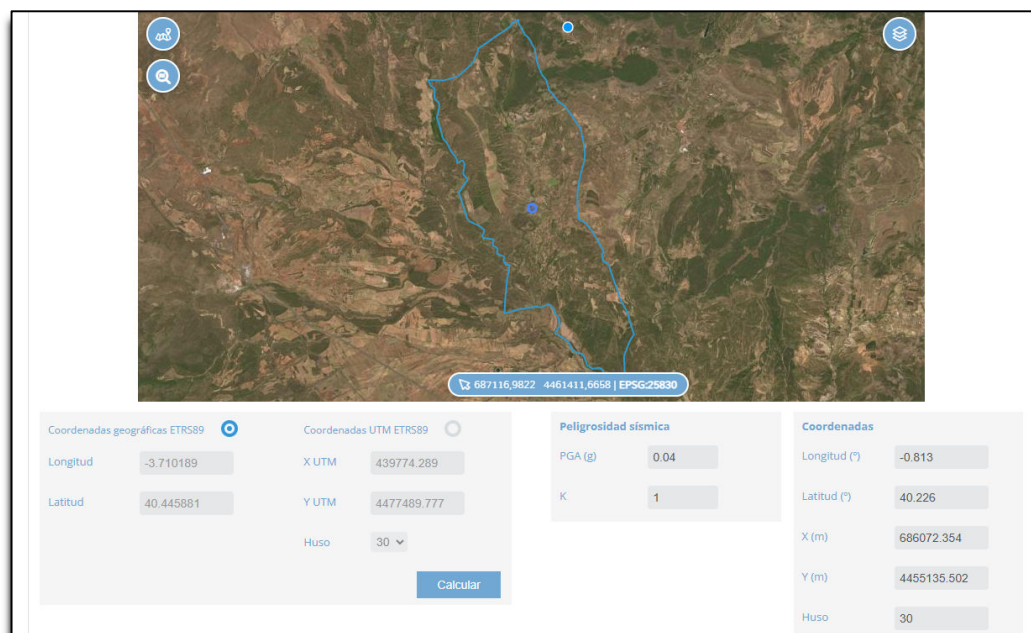 687116,9822 4461411,6658 | EPSG:25830
Coordenadas geográficas ETRS89
Coordenadas UTM ETRS89
Longitud -3.710189
X UTM 439774.289
Latitud 40.445881
Y UTM 4477489.777
Huso 30
Calcular
Peligrosidad sísmica
PGA (g) 0.04
K 1
Coordenadas
Longitud (º) -0.813
Latitud (º) 40.226
X (m) 686072.354
Y (m) 4455135.502
Huso 30